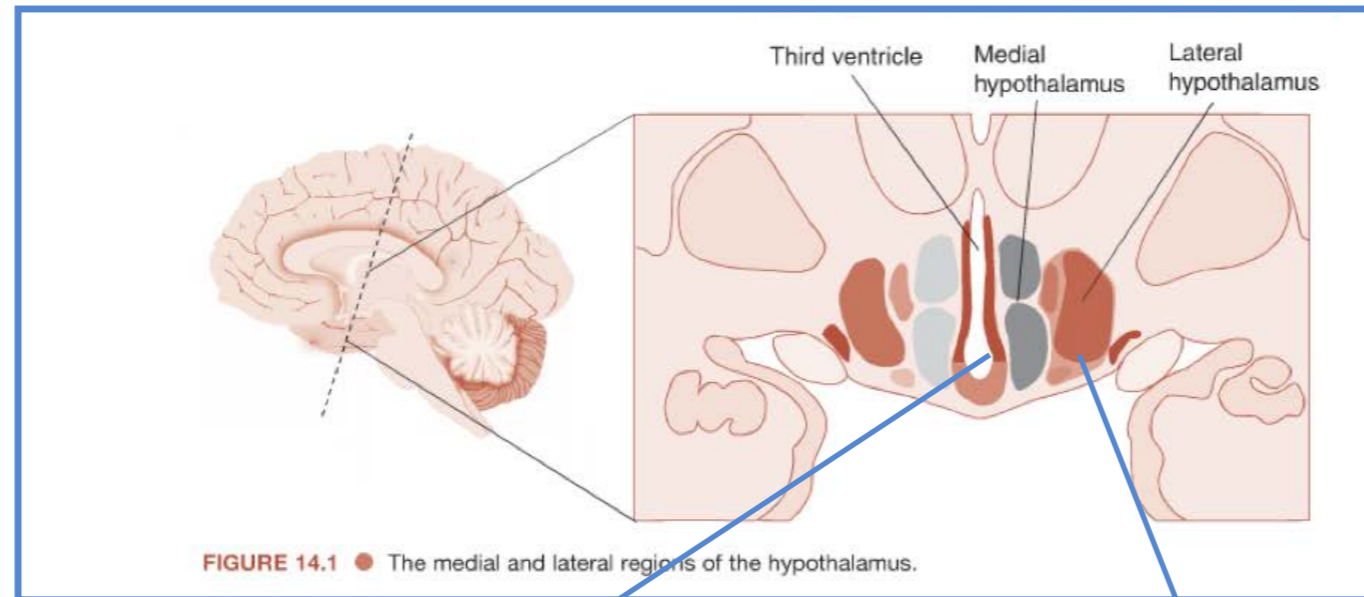 Third ventricle
Medial
hypothalamus
Lateral
hypothalamus
FIGURE 14.1 ● The medial and lateral regions of the hypothalamus.